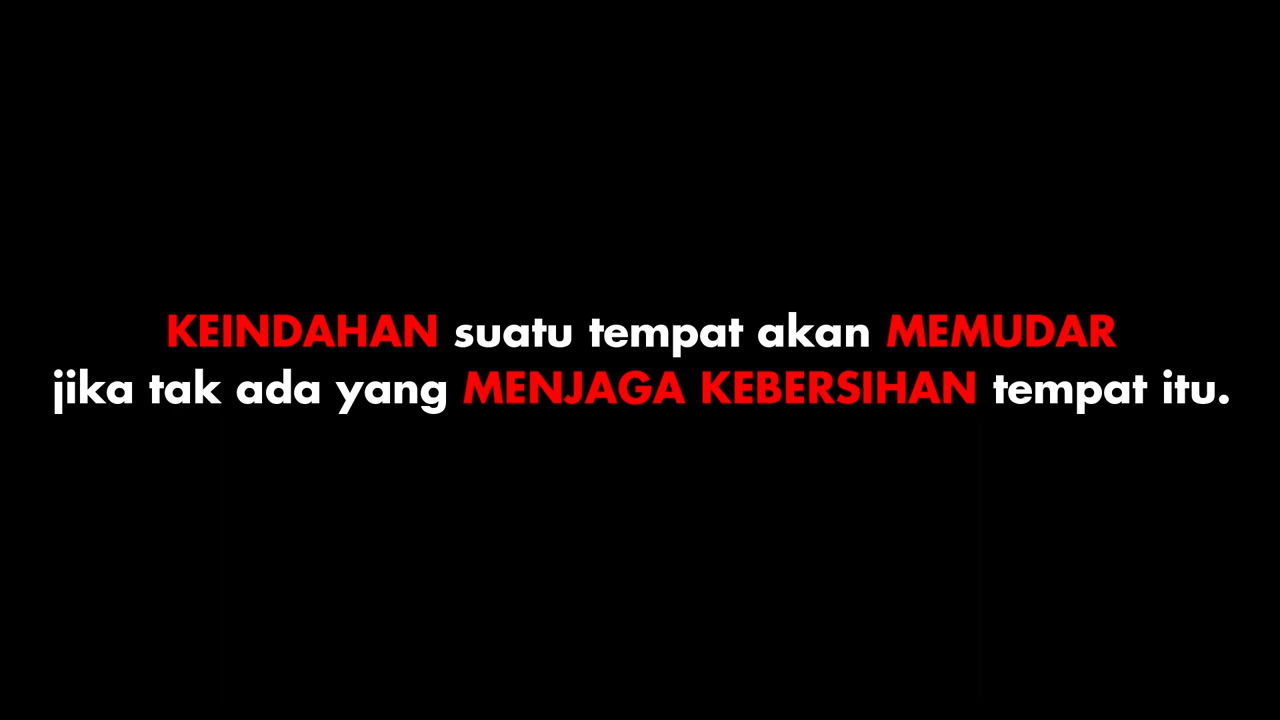 KEINDAHAN suatu tempat akan MEMUDAR
jika tak ada yang MENJAGA KEBERSIHAN tempat itu.